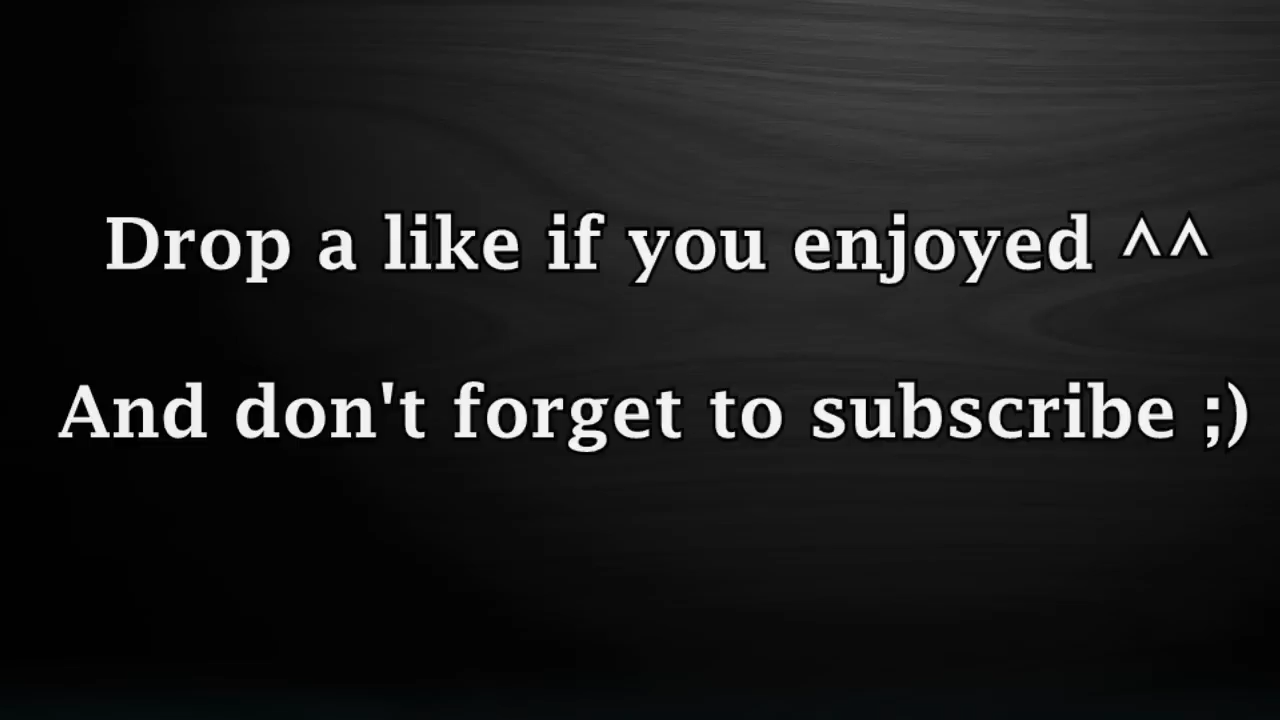 Drop a like if you enjoyed ^^
And don't forget to subscribe ;)